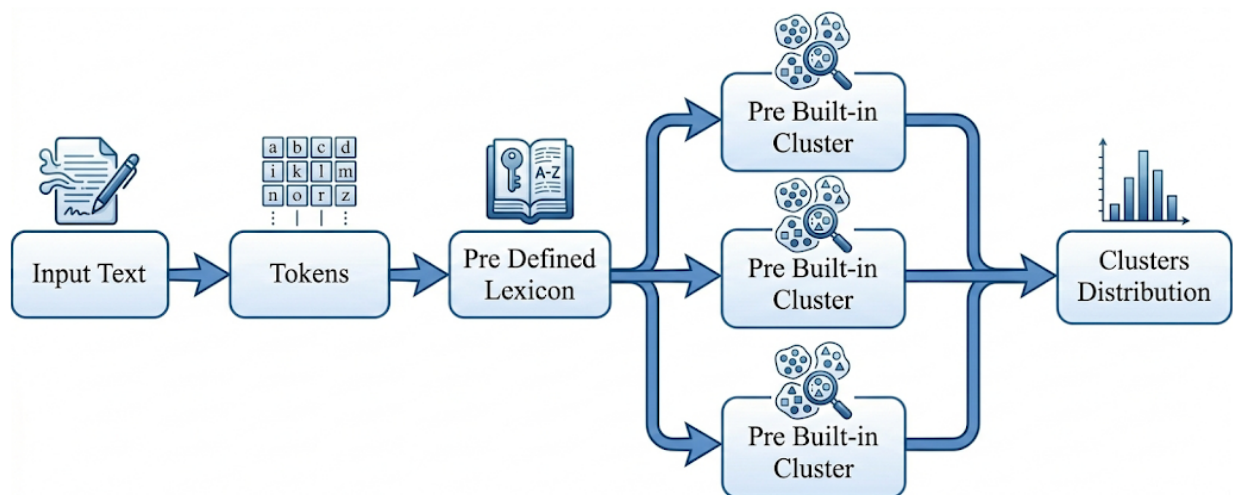 Input Text
a b c d
i k l m
n o r z
Tokens
A-Z
Pre Defined
Lexicon
Pre Built-in
Cluster
Pre Built-in
Cluster
Pre Built-in
Cluster
Clusters
Distribution